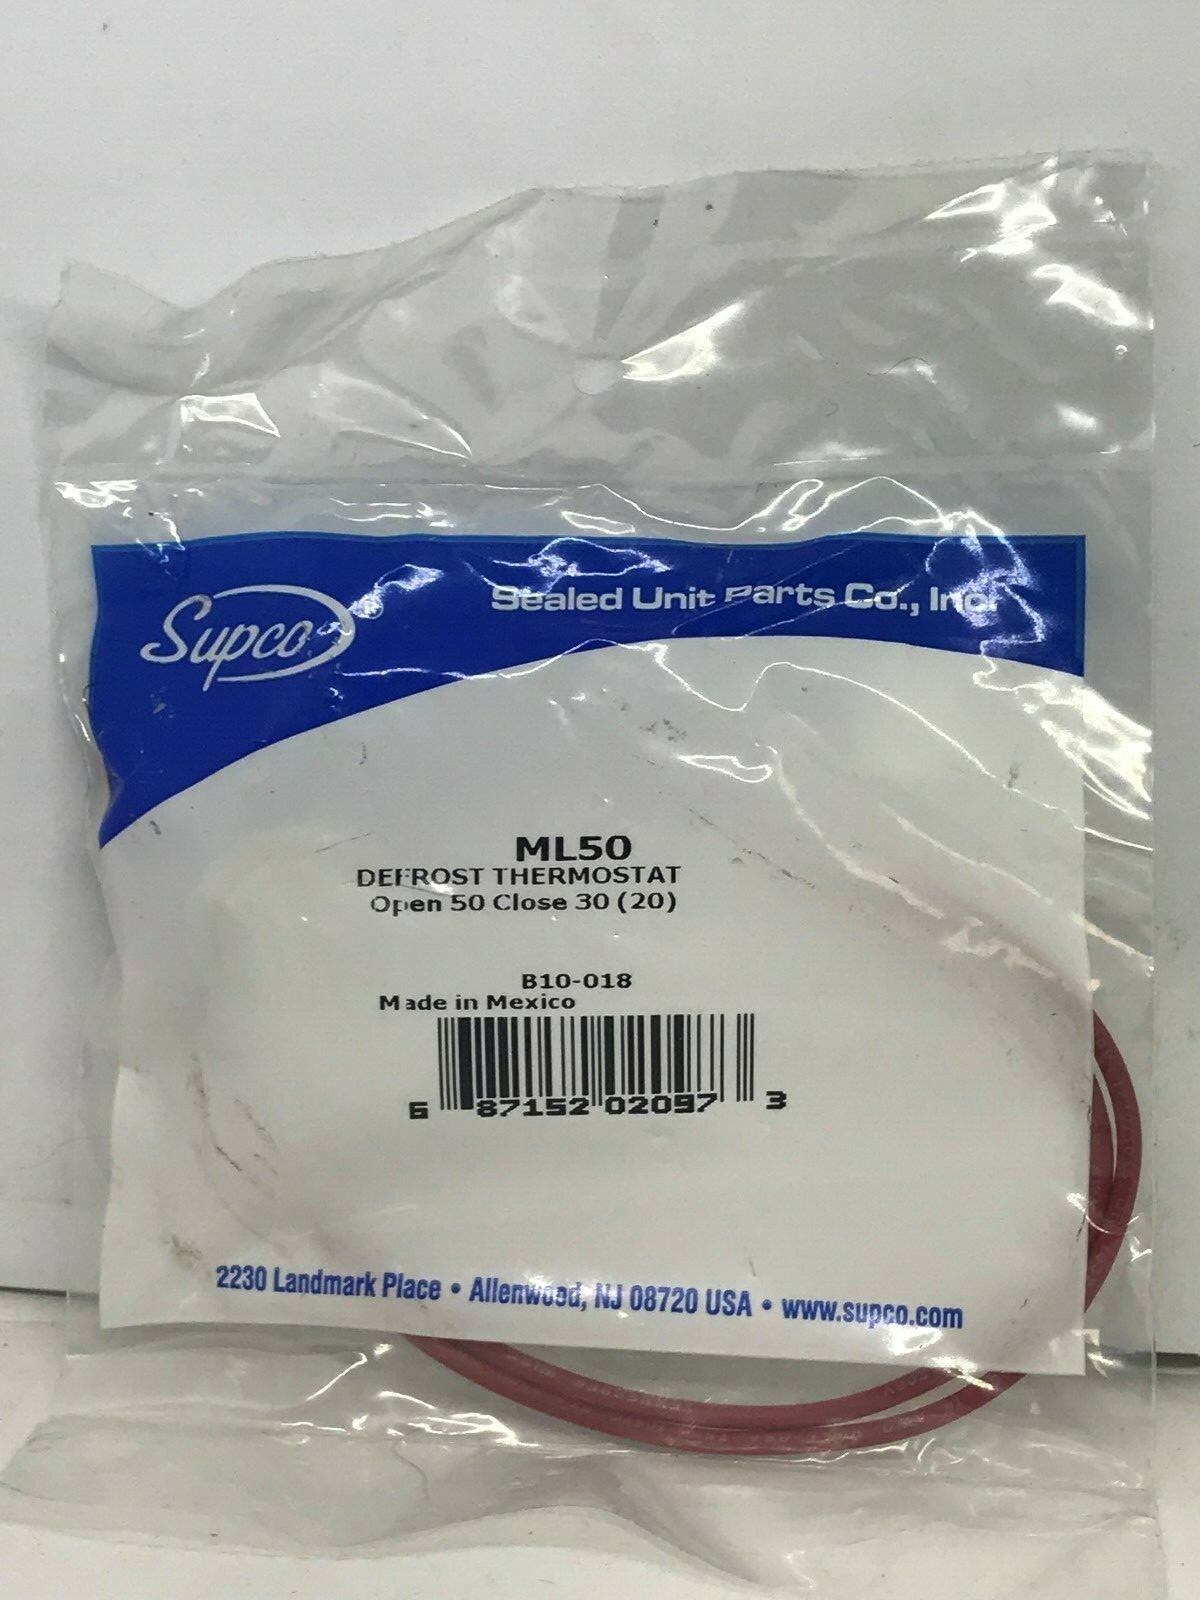 Supco®
Sealed Unit Parts Co., Inc.
ML50
DEFROST THERMOSTAT
Open 50 Close 30 (20)
B10-018
Made in Mexico
6 87152 02097 3
2230 Landmark Place • Allenwood, NJ 08720 USA • www.supco.com